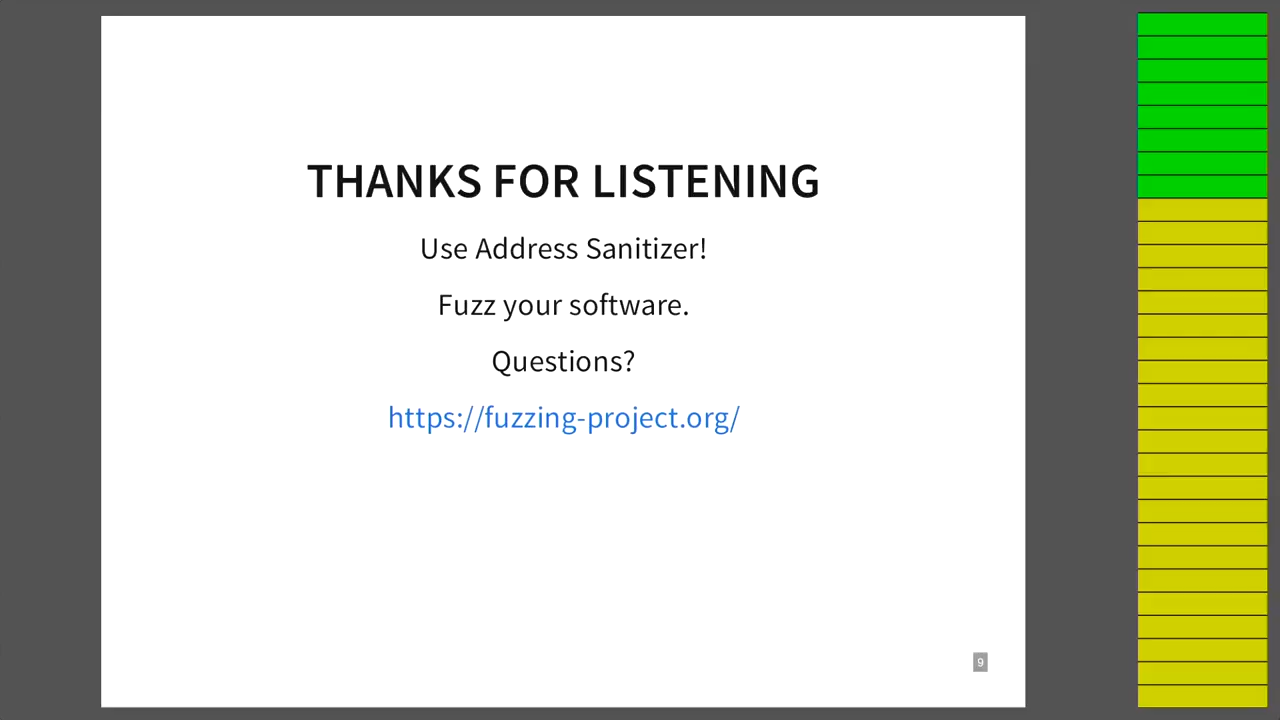 THANKS FOR LISTENING
Use Address Sanitizer!
Fuzz your software.
Questions?
https://fuzzing-project.org/
9